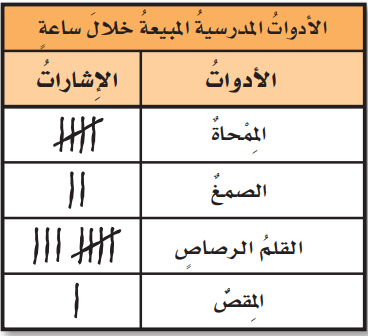 الأدواتُ المدرسيةُ المبيعةُ خلالَ ساعةٍ
الأدواتُ الإشاراتُ
المِمْحاةُ
الصمغُ
القلمُ الرصاصِ
المِقصُّ